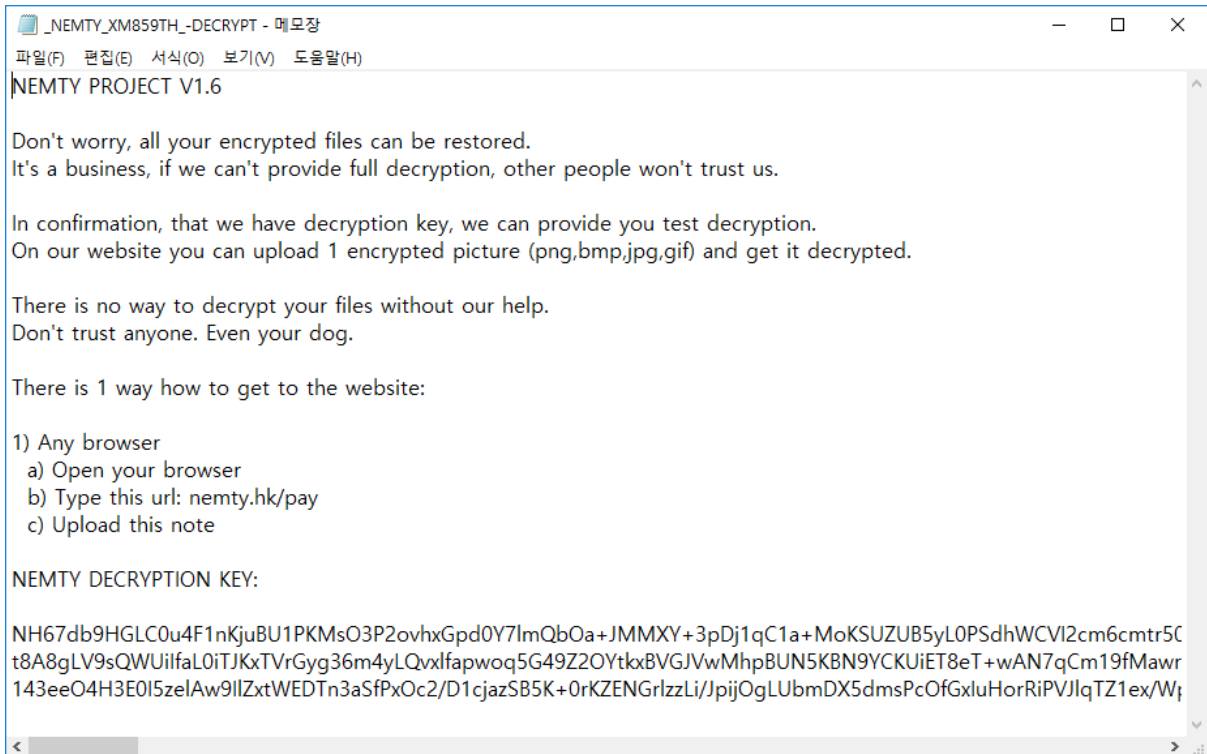 _NEMTY_XM859TH_-DECRYPT - 메모장
파일(F) 편집(E) 서식(O) 보기(V) 도움말(H)
NEMTY PROJECT V1.6
Don't worry, all your encrypted files can be restored.
It's a business, if we can't provide full decryption, other people won't trust us.
In confirmation, that we have decryption key, we can provide you test decryption.
On our website you can upload 1 encrypted picture (png,bmp,jpg,gif) and get it decrypted.
There is no way to decrypt your files without our help.
Don't trust anyone. Even your dog.
There is 1 way how to get to the website:
1) Any browser
a) Open your browser
b) Type this url: nemty.hk/pay
c) Upload this note
NEMTY DECRYPTION KEY: